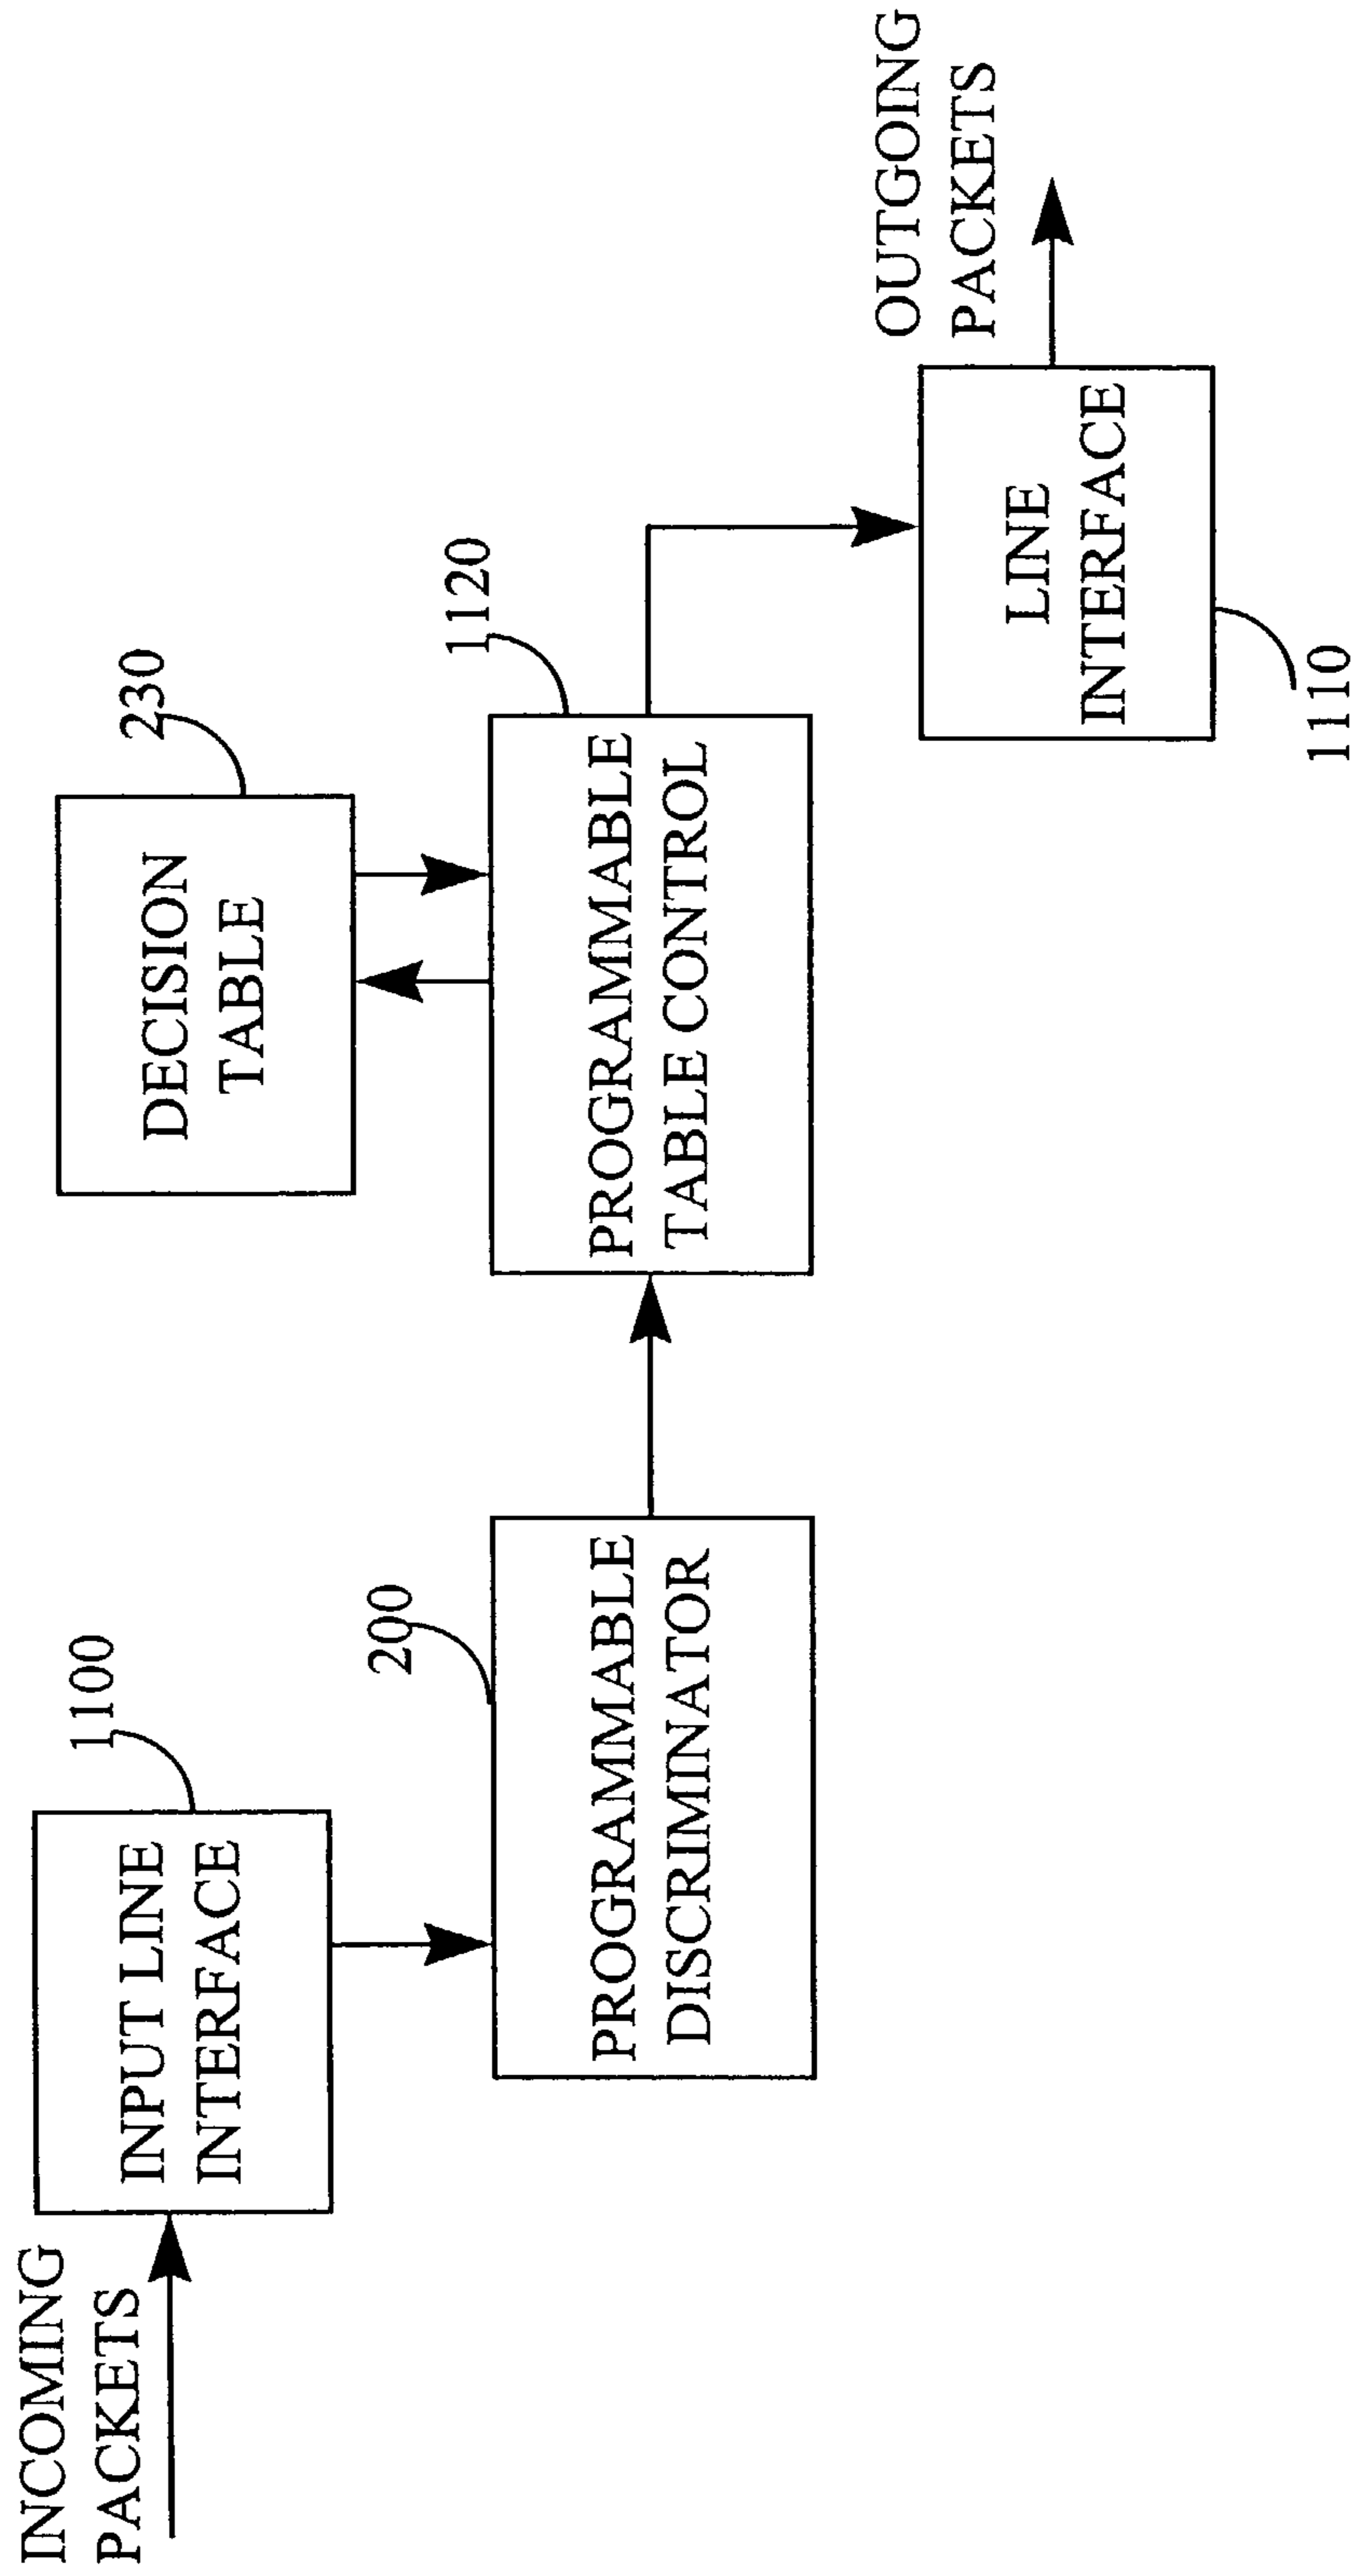 INCOMING
PACKETS
INPUT LINE
INTERFACE
1100
200
PROGRAMMABLE
DISCRIMINATOR
DECISION
TABLE
230
1120
PROGRAMMABLE
TABLE CONTROL
LINE
INTERFACE
1110
OUTGOING
PACKETS